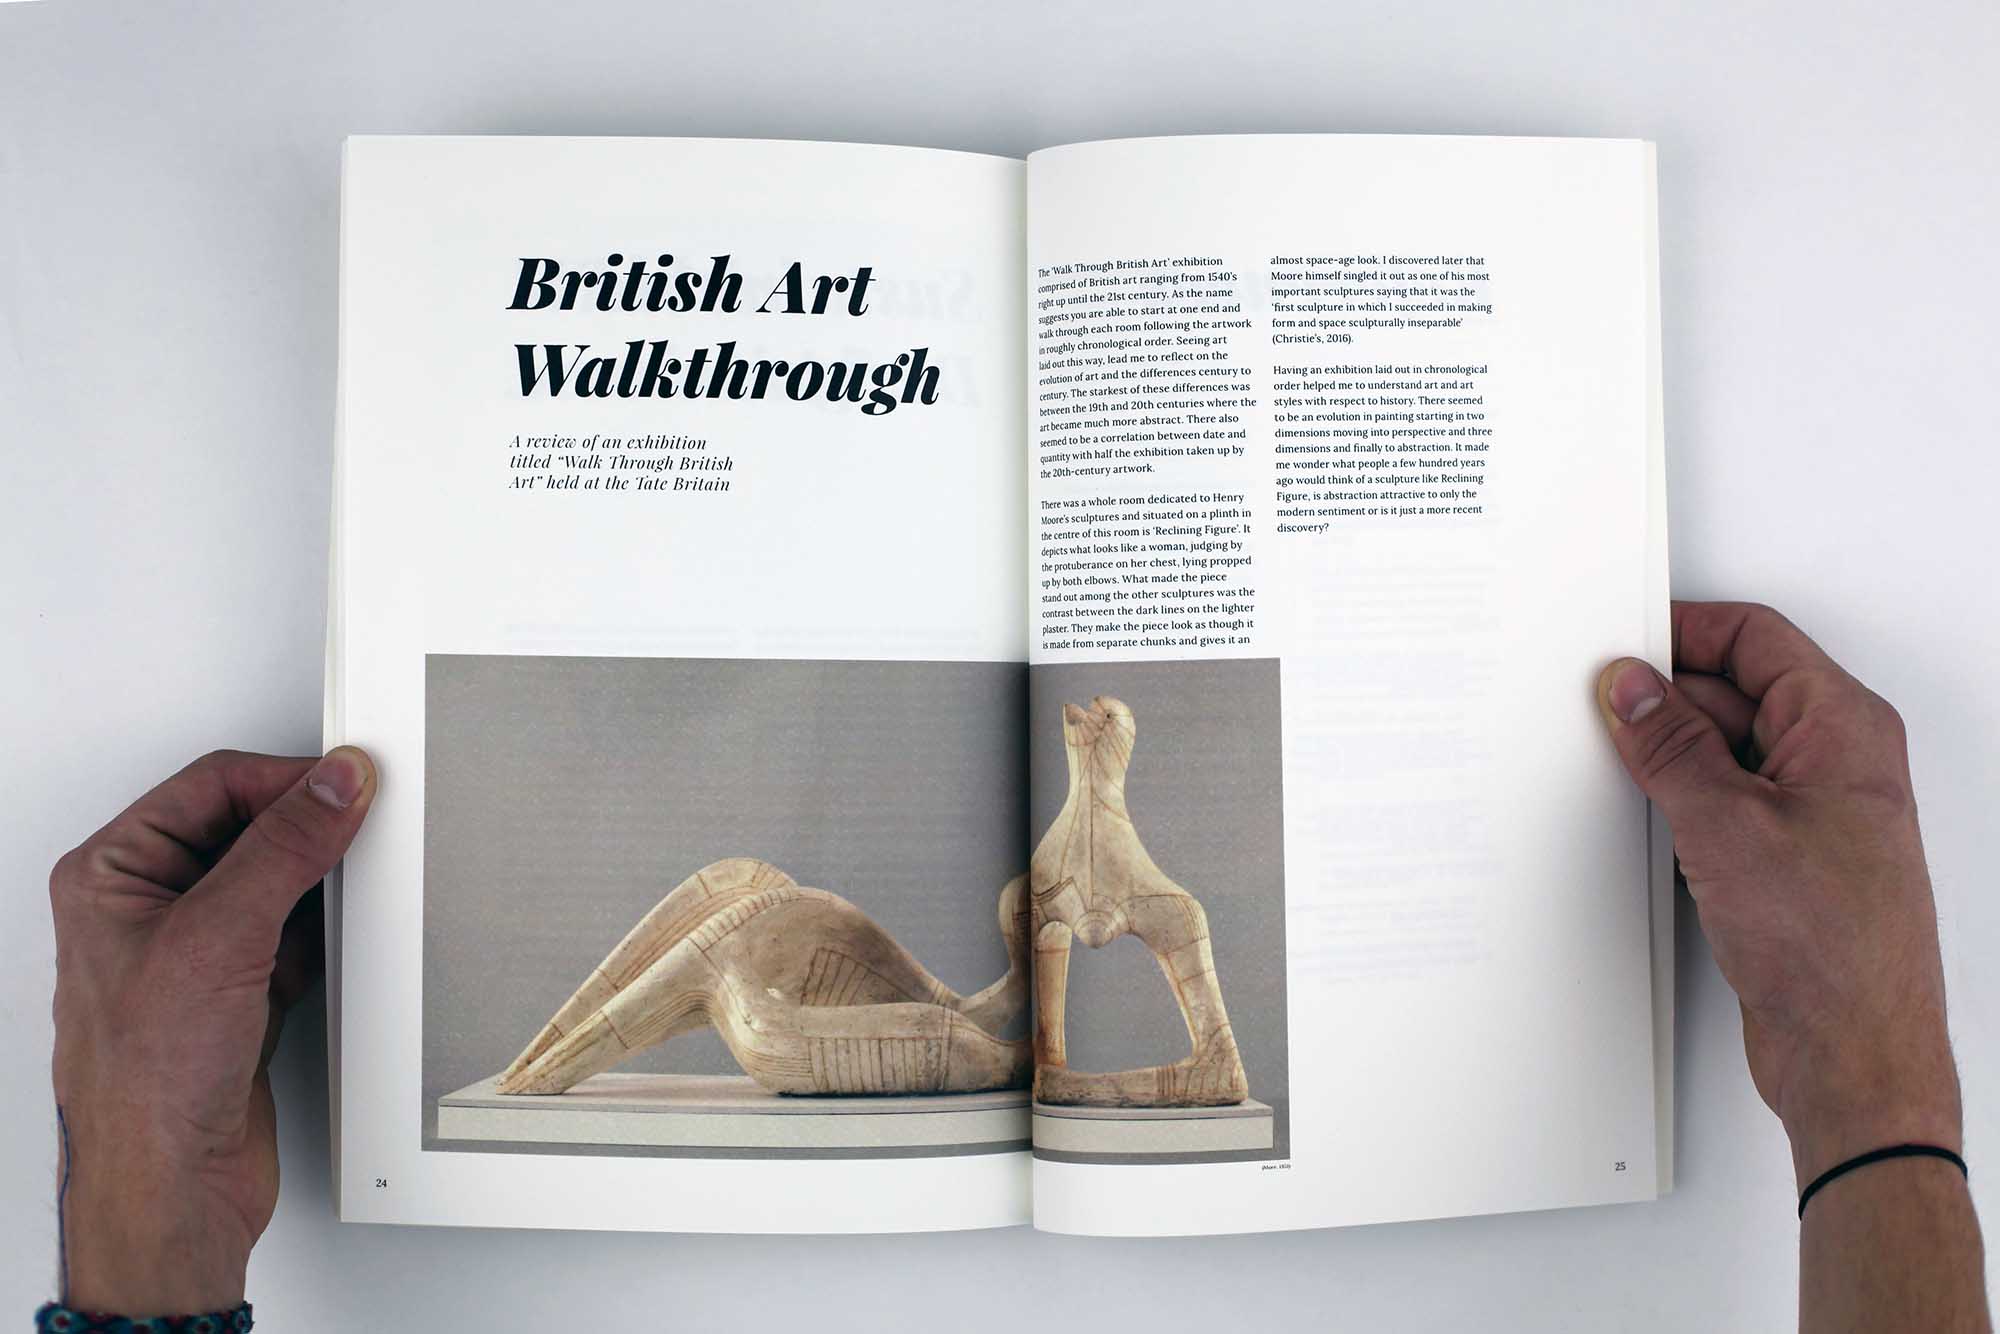 British Art
Walkthrough
A review of an exhibition
titled “Walk Through British
Art” held at the Tate Britain
The ‘Walk Through British Art’ exhibition
comprised of British art ranging from 1540’s
right up until the 21st century. As the name
suggests you are able to start at one end and
walk through each room following the artwork
in roughly chronological order. Seeing art
laid out this way, lead me to reflect on the
evolution of art and the differences century to
century. The starkest of these differences was
between the 19th and 20th centuries where the
art became much more abstract. There also
seemed to be a correlation between date and
quantity with half the exhibition taken up by
the 20th-century artwork.
There was a whole room dedicated to Henry
Moore’s sculptures and situated on a plinth in
the centre of this room is ‘Reclining Figure’. It
depicts what looks like a woman, judging by
the protuberance on her chest, lying propped
up by both elbows. What made the piece
stand out among the other sculptures was the
contrast between the dark lines on the lighter
plaster. They make the piece look as though it
is made from separate chunks and gives it an
almost space-age look. I discovered later that
Moore himself singled it out as one of his most
important sculptures saying that it was the
‘first sculpture in which I succeeded in making
form and space sculpturally inseparable’
(Christie’s, 2016).
Having an exhibition laid out in chronological
order helped me to understand art and art
styles with respect to history. There seemed
to be an evolution in painting starting in two
dimensions moving into perspective and three
dimensions and finally to abstraction. It made
me wonder what people a few hundred years
ago would think of a sculpture like Reclining
Figure, is abstraction attractive to only the
modern sentiment or is it just a more recent
discovery?
(Moore, 1951)
24
25